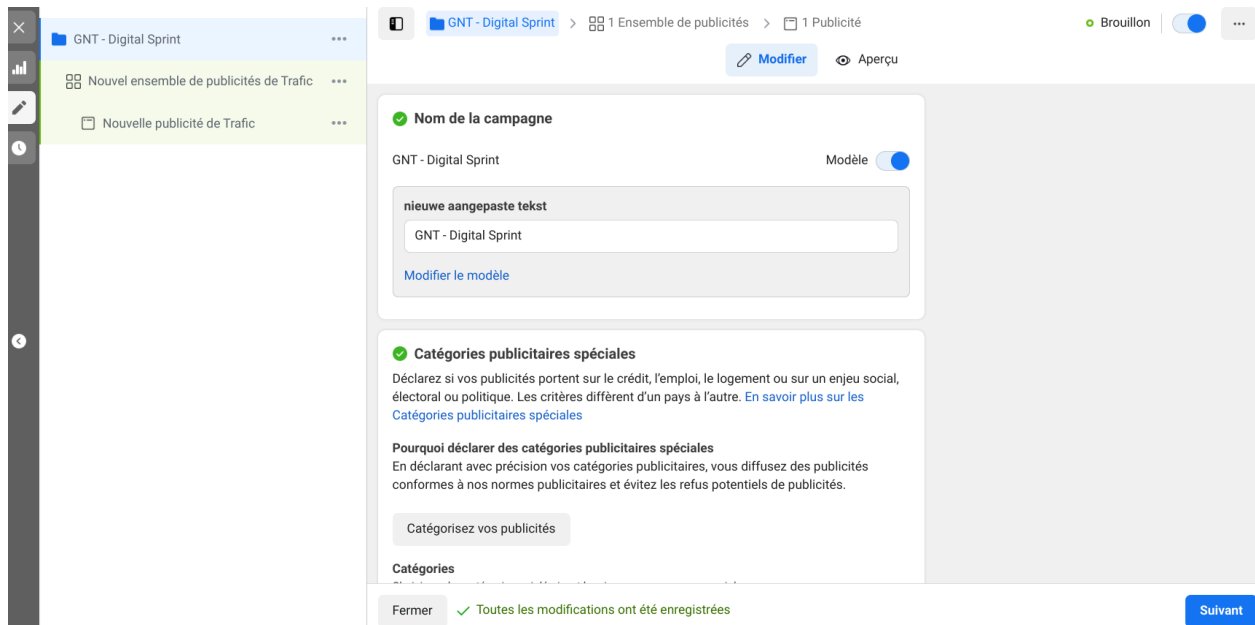 GNT - Digital Sprint
Nouvel ensemble de publicités de Trafic
Nouvelle publicité de Trafic
GNT - Digital Sprint
1 Ensemble de publicités
1 Publicité
Brouillon
Modifier
Aperçu
Nom de la campagne
GNT - Digital Sprint
Modèle
nieuwe aangepaste tekst
GNT - Digital Sprint
Modifier le modèle
Catégories publicitaires spéciales
Déclarez si vos publicités portent sur le crédit, l'emploi, le logement ou sur un enjeu social,
électoral ou politique. Les critères diffèrent d'un pays à l'autre. En savoir plus sur les
Catégories publicitaires spéciales
Pourquoi déclarer des catégories publicitaires spéciales
En déclarant avec précision vos catégories publicitaires, vous diffusez des publicités
conformes à nos normes publicitaires et évitez les refus potentiels de publicités.
Catégorisez vos publicités
Catégories
Fermer
Toutes les modifications ont été enregistrées
Suivant